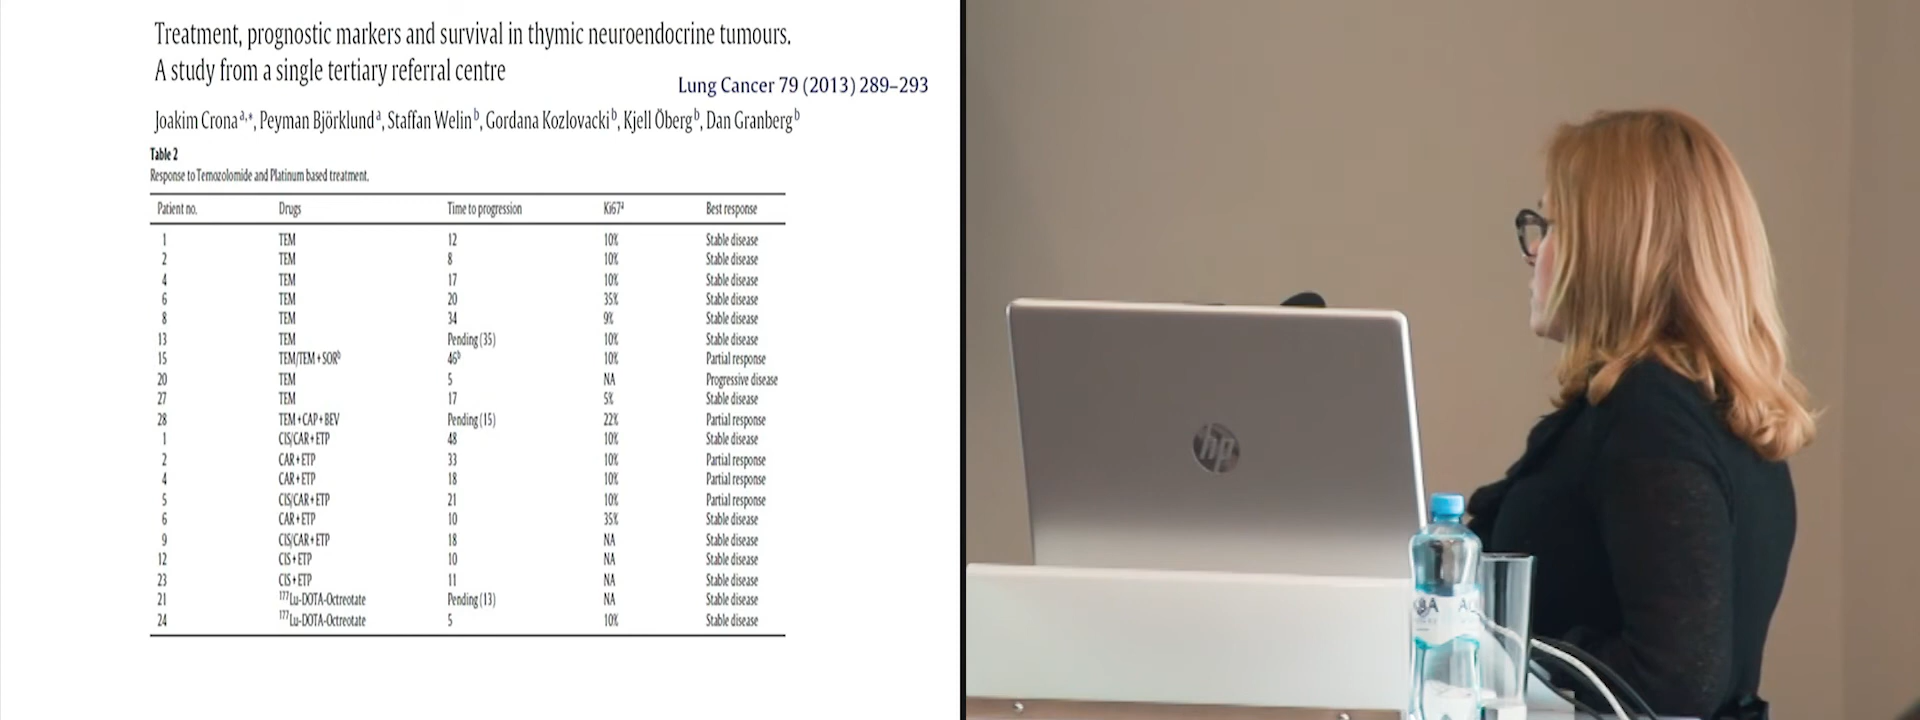 Treatment, prognostic markers and survival in thymic neuroendocrine tumours.
A study from a single tertiary referral centre
Lung Cancer 79 (2013) 289–293
Joakim Crona a,*, Peyman Björklund a, Staffan Welin b, Gordana Kozlovacki b, Kjell Öberg b, Dan Granberg b
Table 2
Response to Temozolomide and Platinum based treatment.
Patient no. Drugs Time to progression Ki67a Best response
1 TEM 12 10% Stable disease
2 TEM 8 10% Stable disease
4 TEM 17 10% Stable disease
6 TEM 20 35% Stable disease
8 TEM 34 9% Stable disease
13 TEM Pending (35) 10% Stable disease
15 TEM/TEM+SORb 46b 10% Partial response
20 TEM 5 NA Progressive disease
27 TEM 17 5% Stable disease
28 TEM+CAP+BEV Pending (15) 22% Partial response
1 CIS/CAR+ETP 48 10% Stable disease
2 CAR+ETP 33 10% Partial response
4 CAR+ETP 18 10% Partial response
5 CIS/CAR+ETP 21 10% Partial response
6 CAR+ETP 10 35% Stable disease
9 CIS/CAR+ETP 18 NA Stable disease
12 CIS+ETP 10 NA Stable disease
23 CIS+ETP 11 NA Stable disease
21 177Lu-DOTA-Octreotate Pending (13) NA Stable disease
24 177Lu-DOTA-Octreotate 5 10% Stable disease
hp